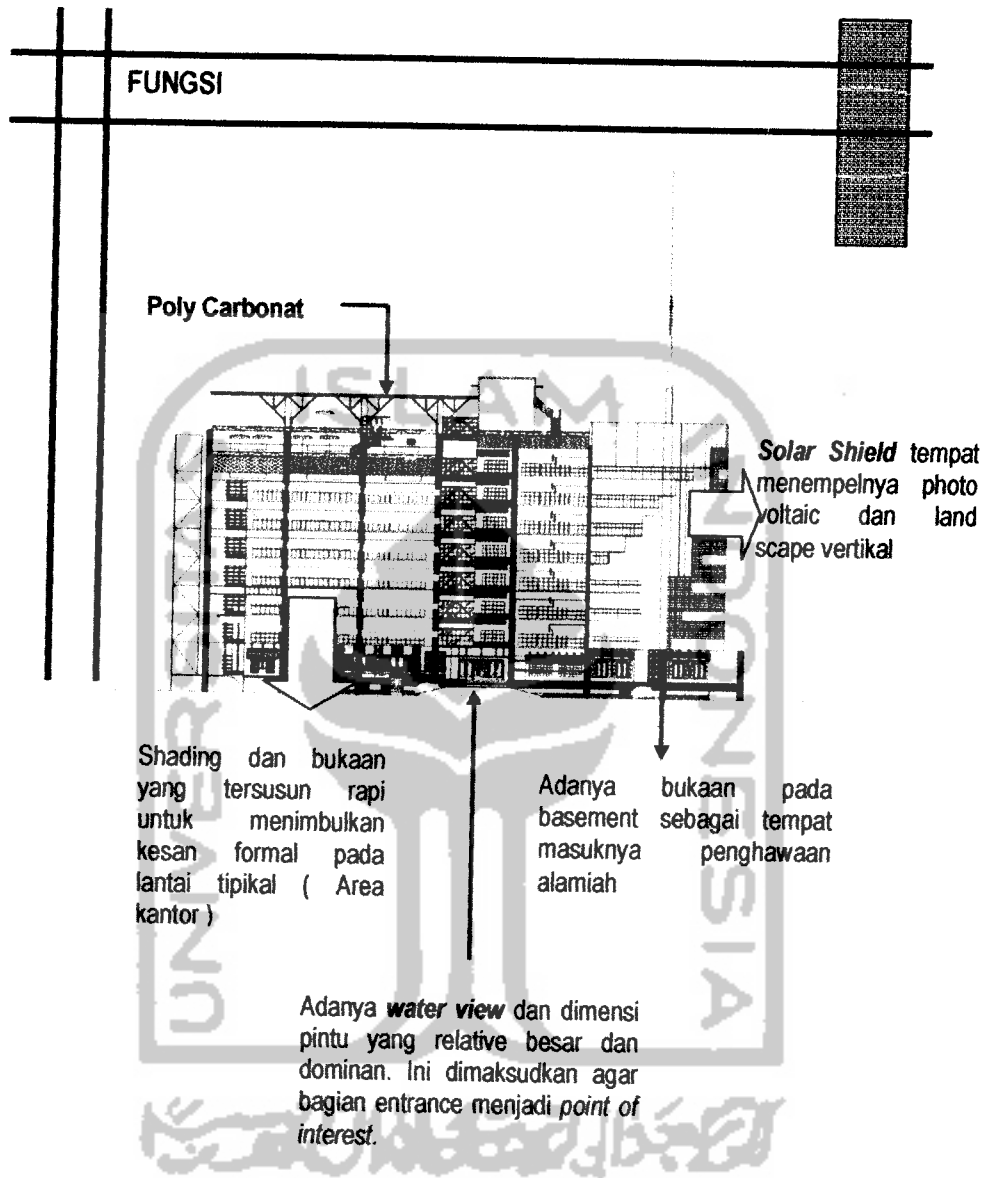 FUNGSI
Poly Carbonat
Solar Shield tempat
menempelnya photo
voltaic dan land
scape vertikal
Shading dan bukaan
yang tersusun rapi
untuk menimbulkan
kesan formal pada
lantai tipikal ( Area
kantor )
Adanya bukaan pada
basement sebagai tempat
masuknya penghawaan
alamiah
Adanya water view dan dimensi
pintu yang relative besar dan
dominan. Ini dimaksudkan agar
bagian entrance menjadi point of
interest.
UNIVERSITAS
ISLAM
INDONESIA